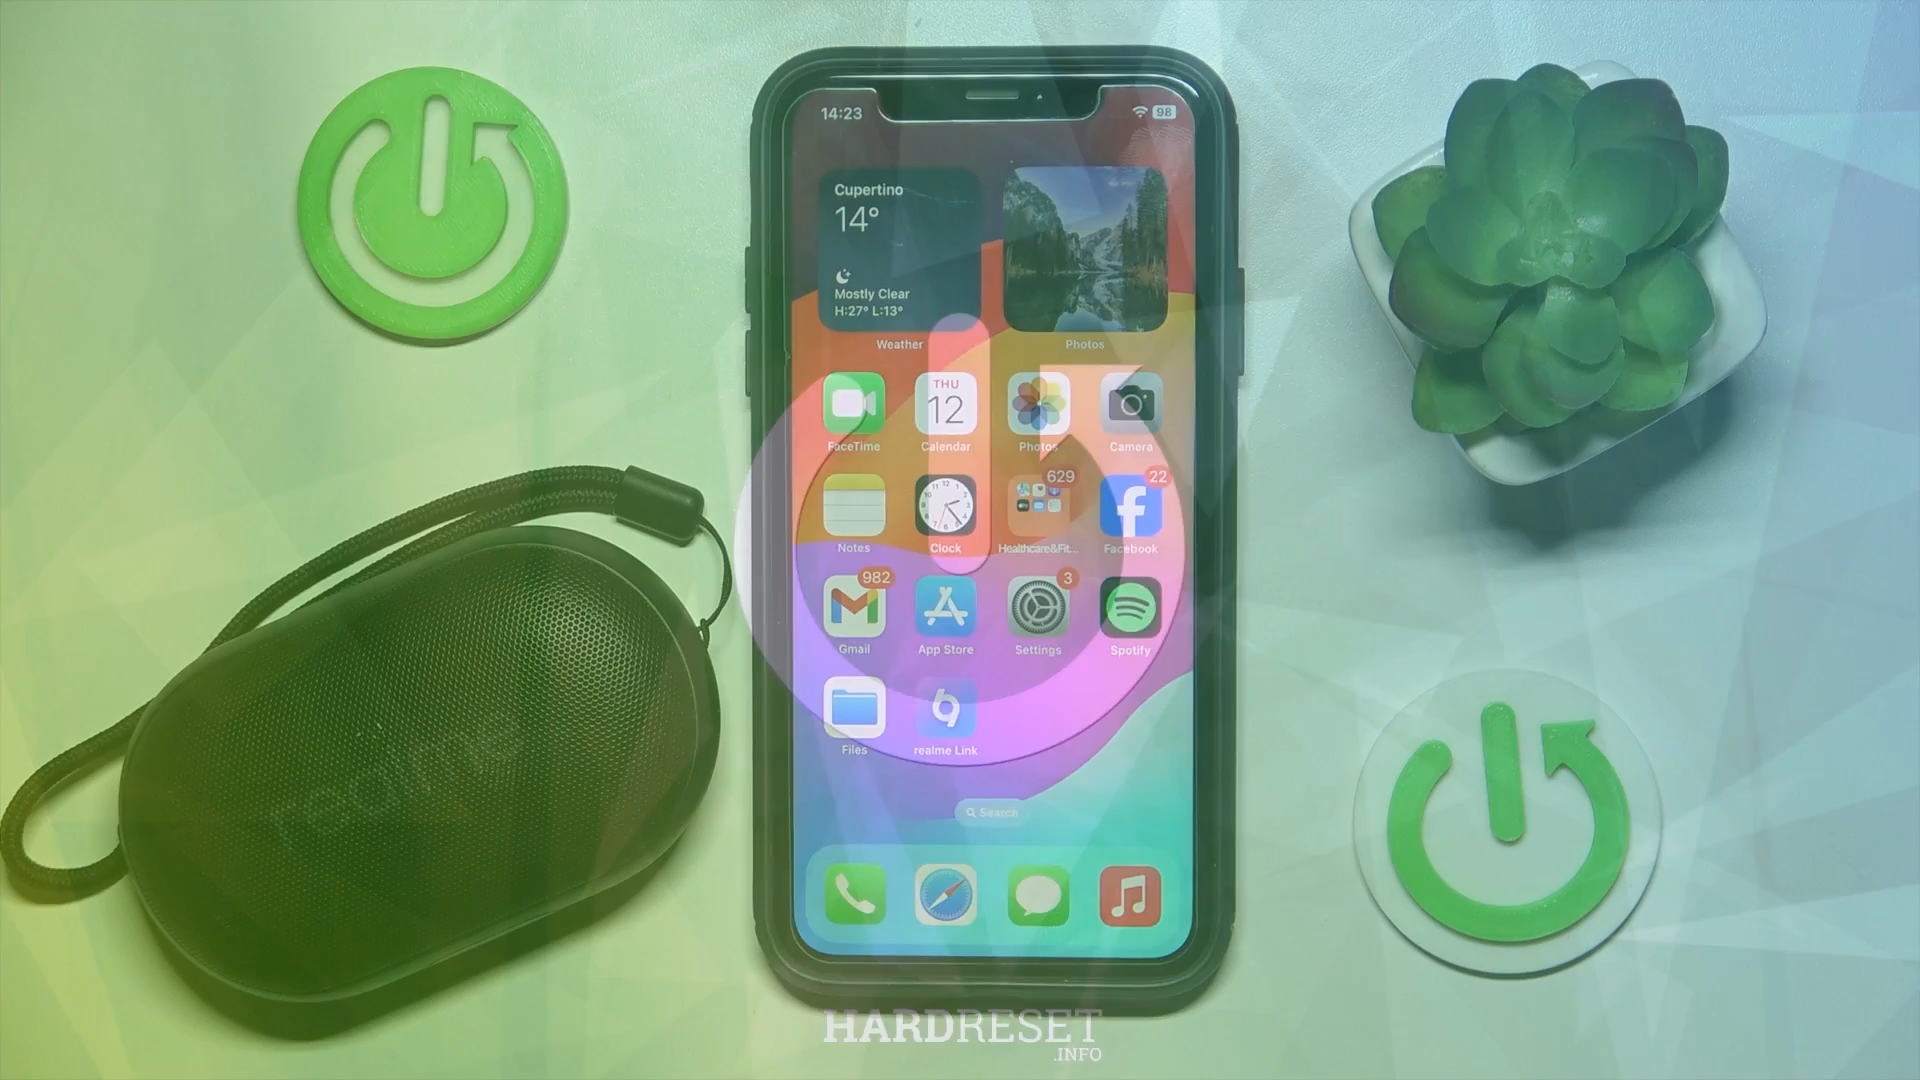 14:23
98
Cupertino
14°
Mostly Clear
H:27° L:13°
Weather
Photos
THU
12
FaceTime
Calendar
Photos
Camera
629
22
Notes
Clock
Healthcare&Fit...
Facebook
982
3
Gmail
App Store
Settings
Spotify
Files
realme Link
realme
Search
HARDRESET
.INFO